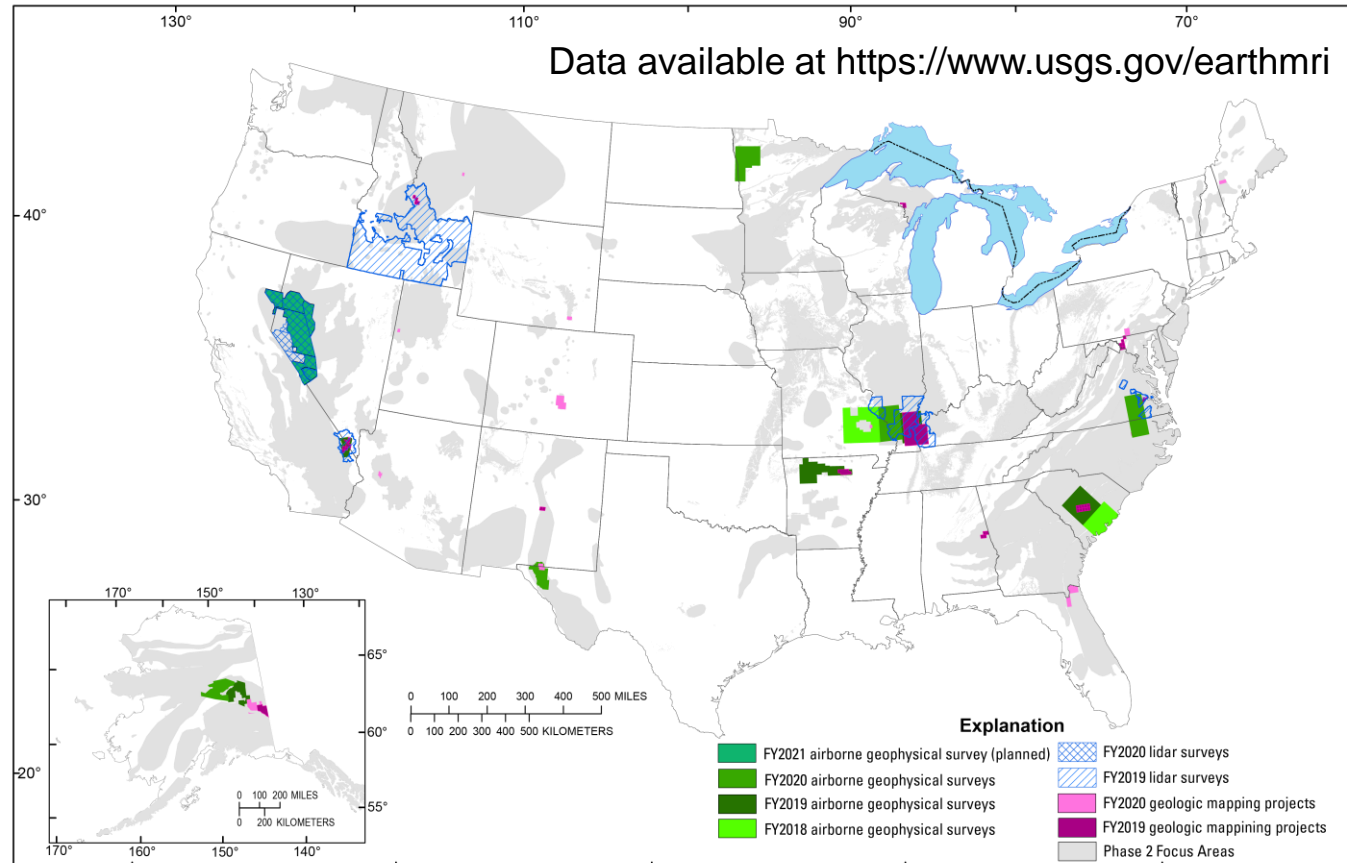 130°
110°
90°
70°
Data available at https://www.usgs.gov/earthmri
40°
30°
20°
170°
150°
130°
65°
60°
55°
0 100 200 MILES
0 200 KILOMETERS
170°
160°
150°
140°
0 100 200 300 400 500 MILES
0 100 200 300 400 500 KILOMETERS
Explanation
FY2021 airborne geophysical survey (planned)
FY2020 airborne geophysical surveys
FY2019 airborne geophysical surveys
FY2018 airborne geophysical surveys
FY2020 lidar surveys
FY2019 lidar surveys
FY2020 geologic mapping projects
FY2019 geologic mappining projects
Phase 2 Focus Areas